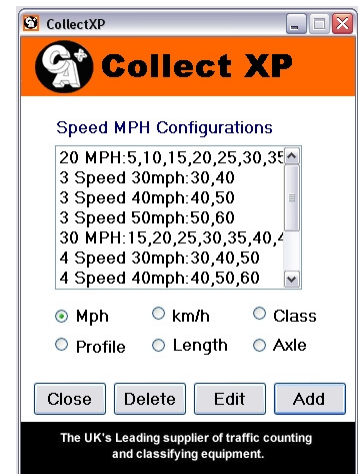 CollectXP
CA+
Collect XP
Speed MPH Configurations
20 MPH:5,10,15,20,25,30,35
3 Speed 30mph:30,40
3 Speed 40mph:40,50
3 Speed 50mph:50,60
30 MPH:15,20,25,30,35,40,4
4 Speed 30mph:30,40,50
4 Speed 40mph:40,50,60
Mph km/h Class
Profile Length Axle
Close Delete Edit Add
The UK's Leading supplier of traffic counting
and classifying equipment.